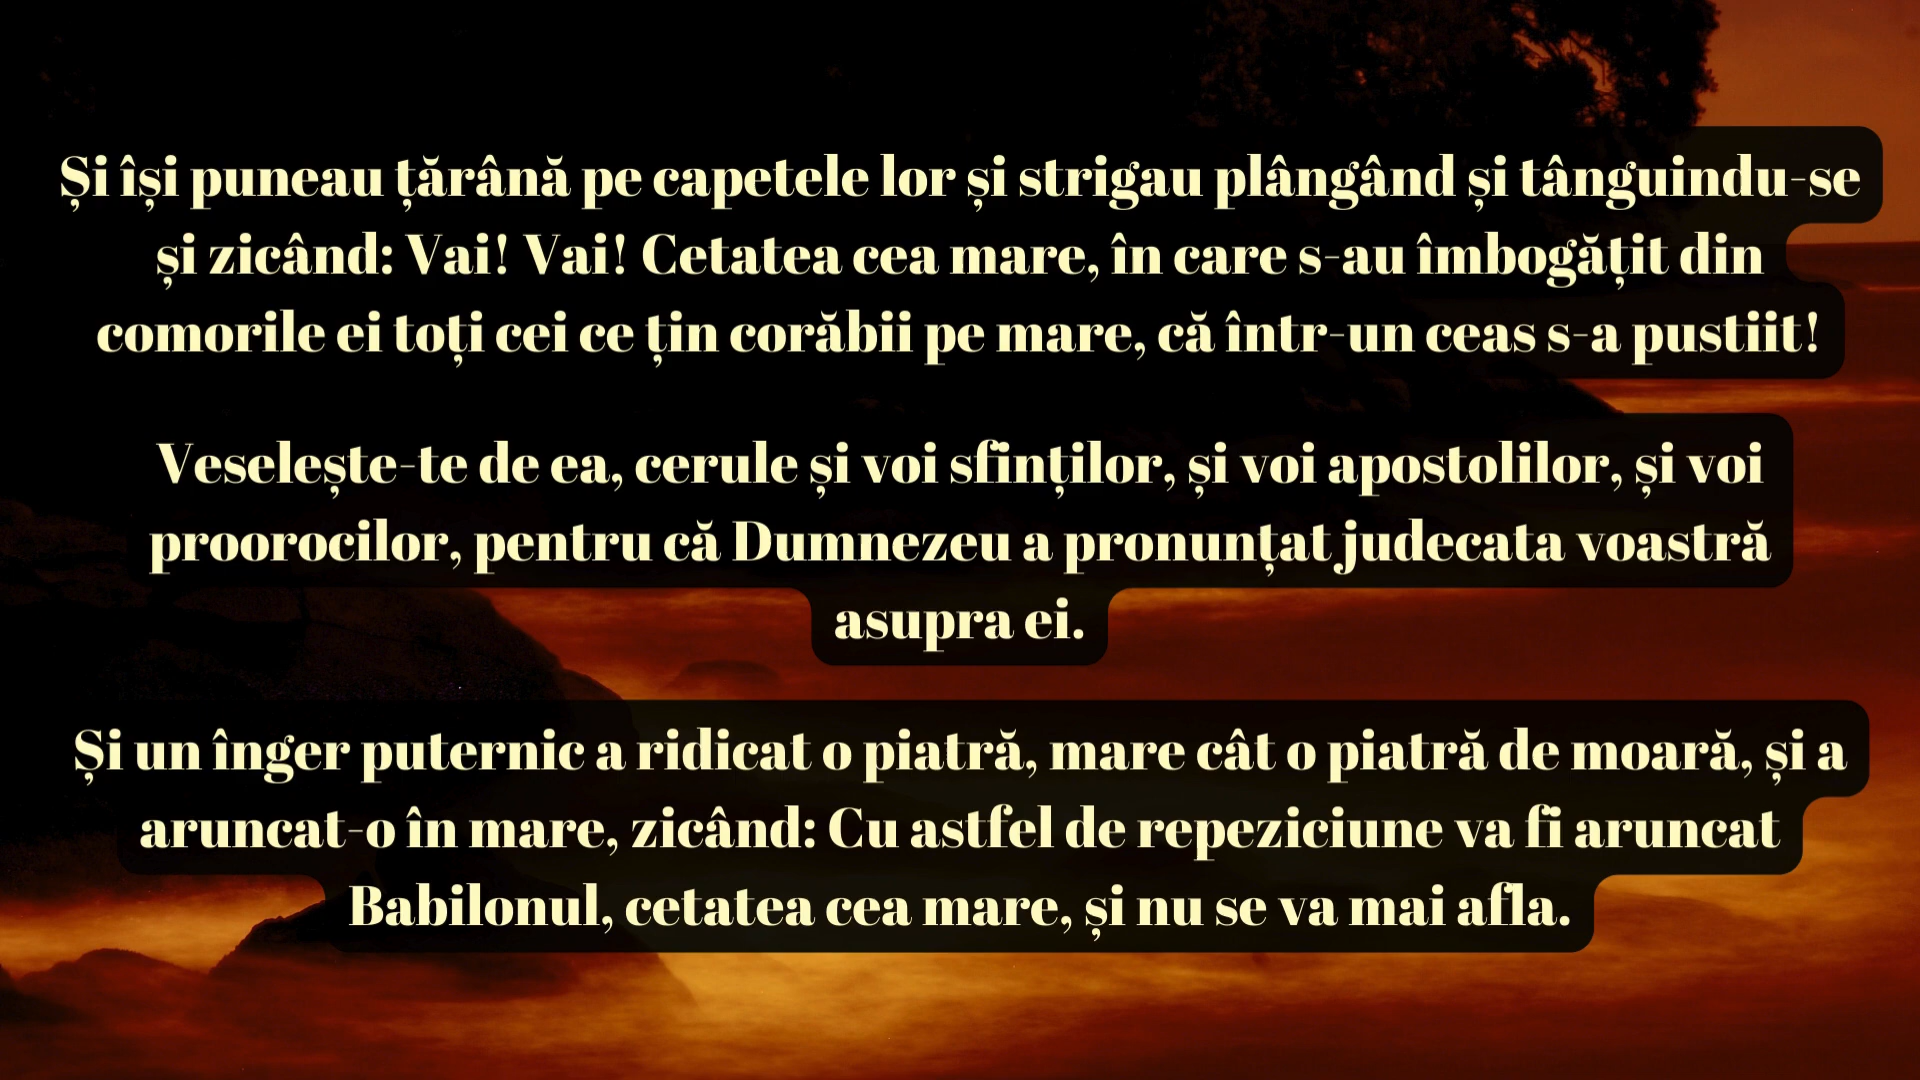 Și își puneau țărână pe capetele lor și strigau plângând și tânguindu-se
și zicând: Vai! Vai! Cetatea cea mare, în care s-au îmbogățit din
comorile ei toți cei ce țin corăbii pe mare, că într-un ceas s-a pustiit!
Veselește-te de ea, cerule și voi sfinților, și voi apostolilor, și voi
proorocilor, pentru că Dumnezeu a pronunțat judecata voastră
asupra ei.
Și un înger puternic a ridicat o piatră, mare cât o piatră de moară, și a
aruncat-o în mare, zicând: Cu astfel de repeziciune va fi aruncat
Babilonul, cetatea cea mare, și nu se va mai afla.